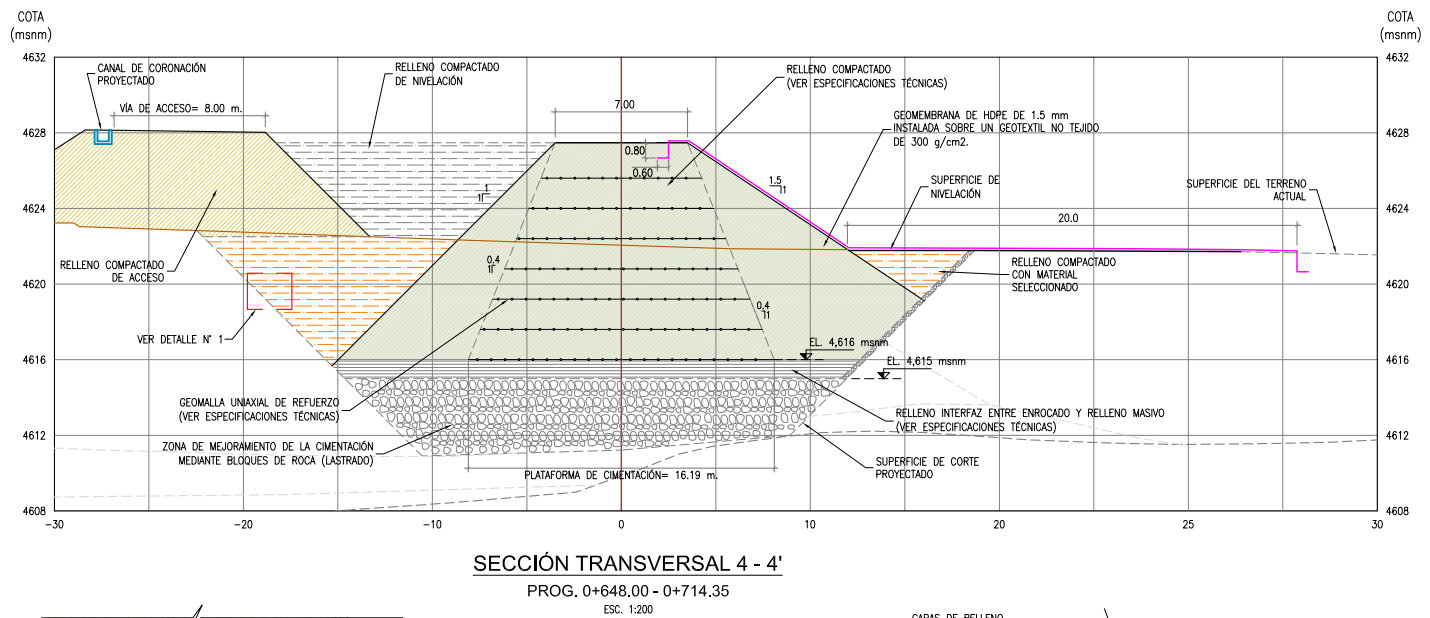 COTA
(msnm)
COTA
(msnm)
4632
4632
CANAL DE CORONACIÓN
PROYECTADO
RELLENO COMPACTADO
DE NIVELACIÓN
RELLENO COMPACTADO
(VER ESPECIFICACIONES TÉCNICAS)
VÍA DE ACCESO= 8.00 m.
7.00
GEOMEMBRANA DE HDPE DE 1.5 mm
INSTALADA SOBRE UN GEOTEXTIL NO TEJIDO
DE 300 g/cm2.
4628
4628
0.80
0.60
1
1
1.5
1
SUPERFICIE DE
NIVELACIÓN
SUPERFICIE DEL TERRENO
ACTUAL
4624
4624
20.0
RELLENO COMPACTADO
DE ACCESO
0.4
1
RELLENO COMPACTADO
CON MATERIAL
SELECCIONADO
4620
4620
0.4
1
VER DETALLE N° 1
EL. 4,616 msnm
4616
4616
EL. 4,615 msnm
GEOMALLA UNIAXIAL DE REFUERZO
(VER ESPECIFICACIONES TÉCNICAS)
RELLENO INTERFAZ ENTRE ENROCADO Y RELLENO MASIVO
(VER ESPECIFICACIONES TÉCNICAS)
4612
4612
ZONA DE MEJORAMIENTO DE LA CIMENTACIÓN
MEDIANTE BLOQUES DE ROCA (LASTRADO)
SUPERFICIE DE CORTE
PROYECTADO
PLATAFORMA DE CIMENTACIÓN= 16.19 m.
4608
4608
-30
-20
-10
0
10
20
25
30
SECCIÓN TRANSVERSAL 4 - 4'
PROG. 0+648.00 - 0+714.35
ESC. 1:200
CAPAS DE RELLENO